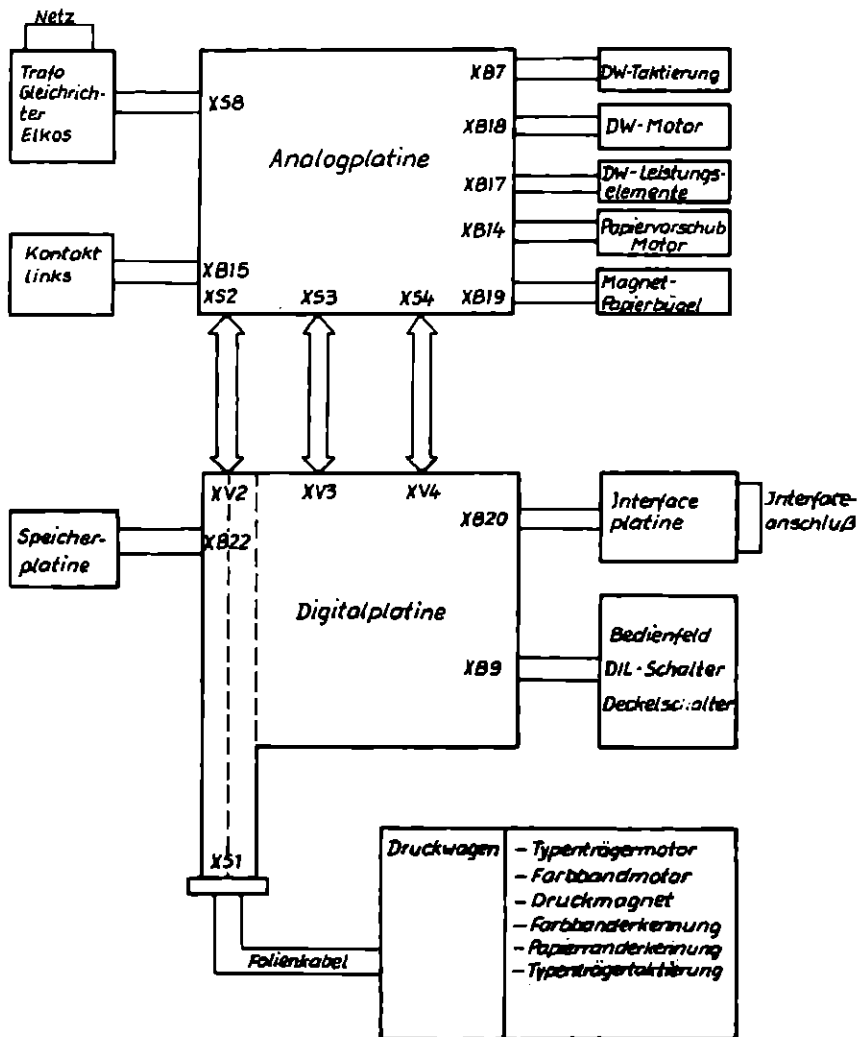 Netz
Trafo
Gleichrich-
ter
Elkos
XS8
Analogplatine
XB7
DW-Taktierung
XB18
DW-Motor
XB17
DW-Leistungs-
elemente
XB14
Papiervorschub
Motor
XB19
Magnet-
Papierbügel
Kontakt
links
XB15
XS2
XS3
XS4
XV2
XV3
XV4
Speicher-
platine
XB22
Digitalplatine
XB20
Interface
platine
Interface-
anschluß
XB9
Bedienfeld
DIL-Schalter
Deckelschalter
XS1
Folienkabel
Druckwagen
- Typenträgermotor
- Farbbandmotor
- Druckmagnet
- Farbbanderkennung
- Papierranderkennung
- Typenträgertaktierung